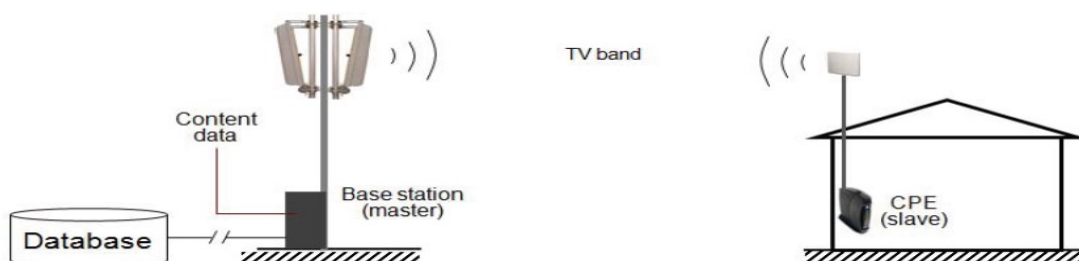 TV band
Content
data
Base station
(master)
Database
CPE
(slave)